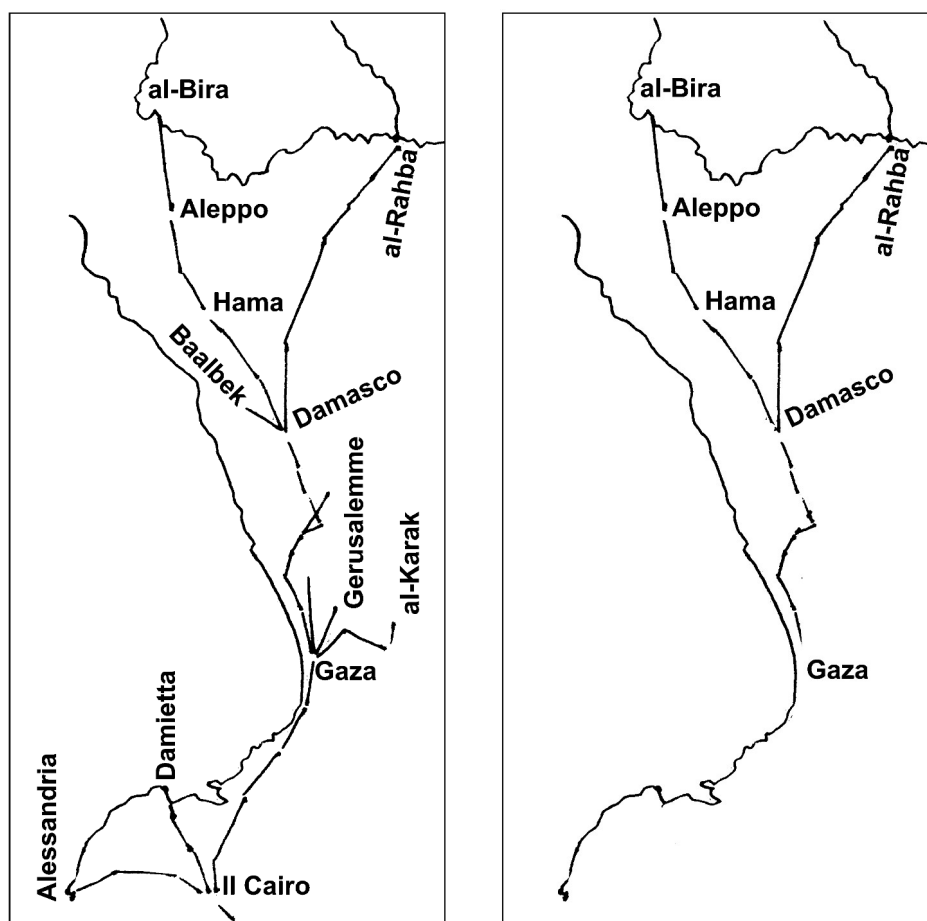 al-Bira
Aleppo
al-Rahba
Hama
Baalbek
Damasco
Gerusalemme
al-Karak
Gaza
Damietta
Alessandria
Il Cairo
al-Bira
Aleppo
al-Rahba
Hama
Damasco
Gaza